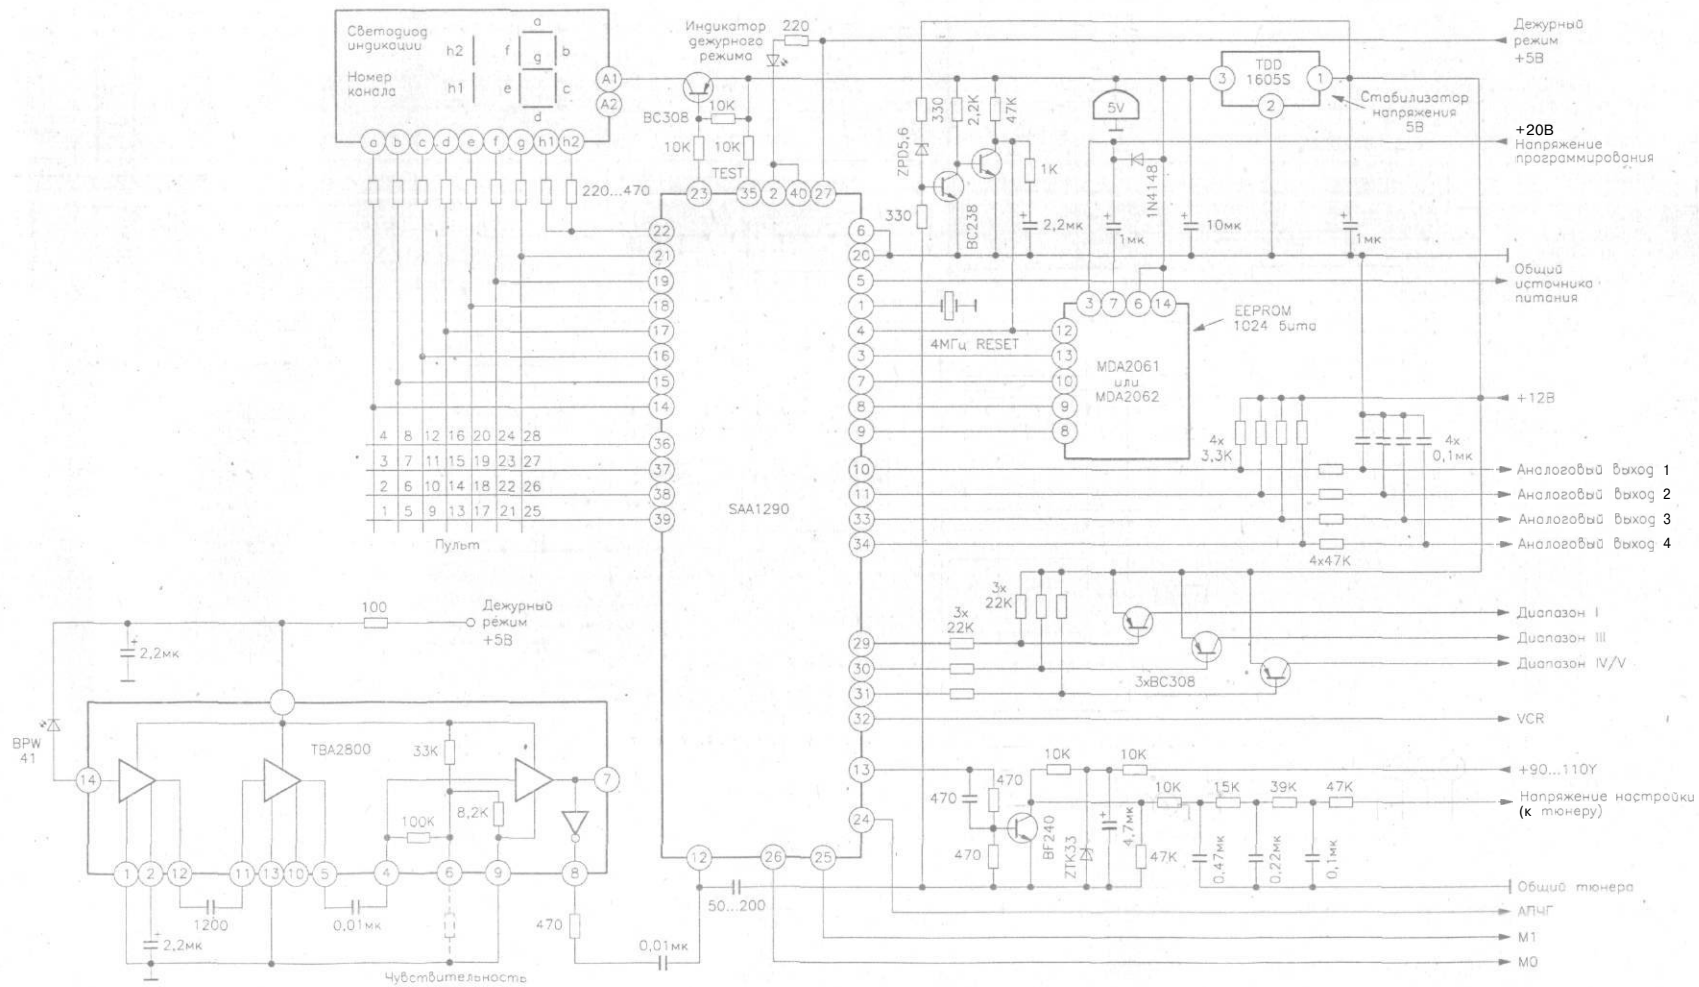 Светодиод
индикации
Номер
канала
h2
h1
a
f
g
b
e
c
d
A1
A2
a b c d e f g h1 h2
BC308
10K
10K
10K
TEST
Индикатор
дежурного
режима
220
Дежурный
режим
+5В
TDD
1605S
3
1
2
Стабилизатор
напряжения
5В
+20В
Напряжение
программирования
5V
330
2,2K
47K
ZPD5,6
330
BC238
1K
2,2мк
1мк
1N4148
10мк
1мк
220...470
23 35 2 40 27
22
21
19
18
17
16
15
14
36
37
38
39
6
20
5
1
4
3
7
8
9
10
11
33
34
29
30
31
32
13
24
12 26 25
SAA1290
Общий
источника
питания
4МГц RESET
3 7 6 14
12
13
10
9
8
EEPROM
1024 бита
MDA2061
или
MDA2062
+12В
4x
3,3K
4x
0,1мк
4 8 12 16 20 24 28
3 7 11 15 19 23 27
2 6 10 14 18 22 26
1 5 9 13 17 21 25
Пульт
Аналоговый выход 1
Аналоговый выход 2
Аналоговый выход 3
Аналоговый выход 4
4x47K
3x
22K
3x
22K
3xBC308
Диапазон I
Диапазон III
Диапазон IV/V
VCR
100
Дежурный
режим
+5В
2,2мк
BPW
41
TBA2800
33K
8,2K
100K
14
7
1 2 12 11 13 10 5 4 6 9 8
1200
0,01мк
2,2мк
470
0,01мк
Чувствительность
50...200
10K
10K
+90...110Y
470
470
470
BF240
ZTK33
4,7мк
47K
10K
15K
39K
47K
0,47мк
0,22мк
0,1мк
Напряжение настройки
(к тюнеру)
Общий тюнера
АПЧГ
M1
M0